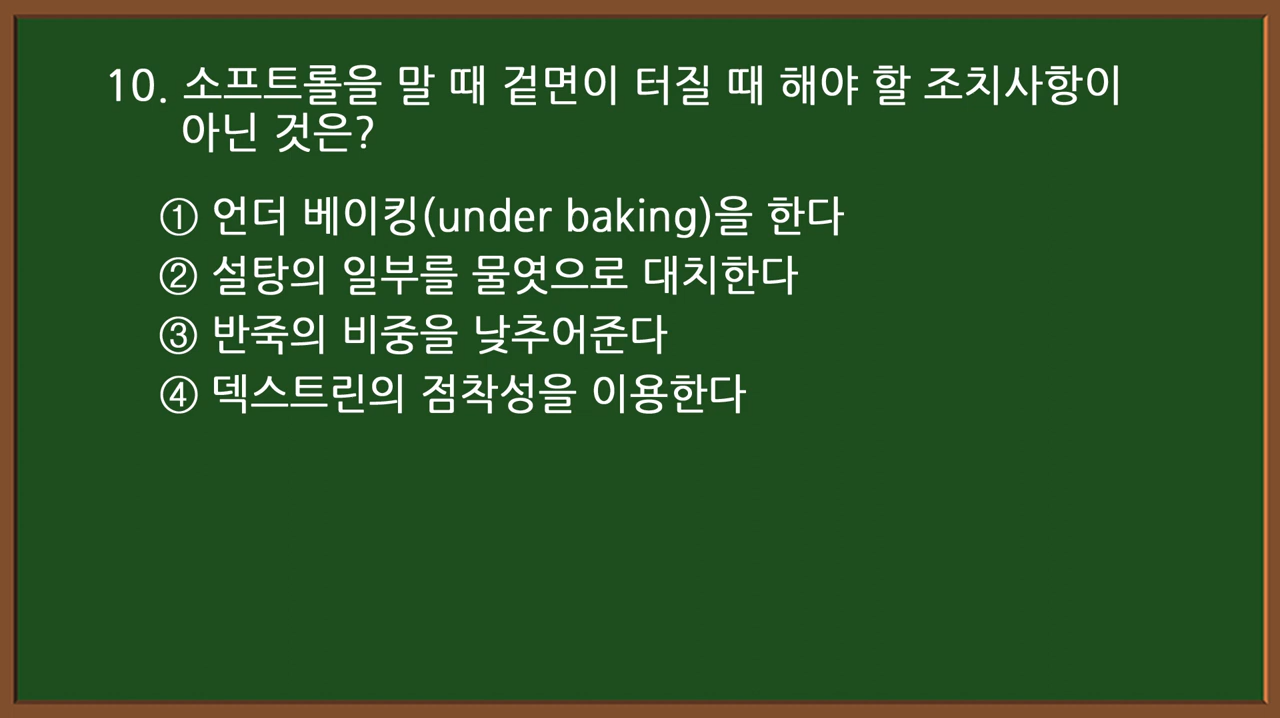 10. 소프트롤을 말 때 겉면이 터질 때 해야 할 조치사항이
아닌 것은?
① 언더 베이킹(under baking)을 한다
② 설탕의 일부를 물엿으로 대치한다
③ 반죽의 비중을 낮추어준다
④ 덱스트린의 점착성을 이용한다